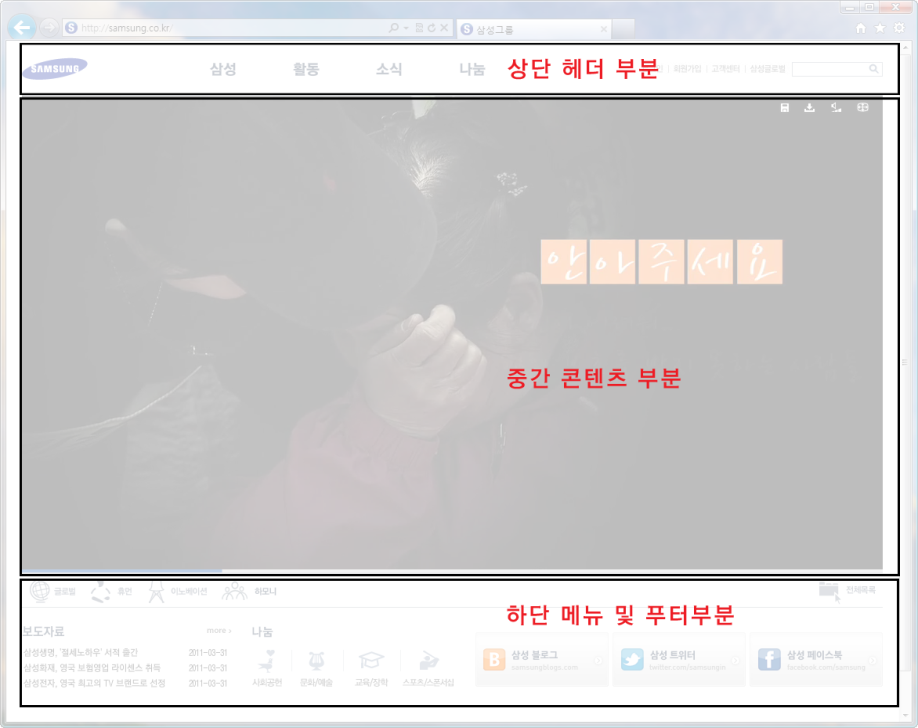 http://samsung.co.kr/
삼성그룹
SAMSUNG
삼성 활동 소식 나눔
상단 헤더 부분
회원가입 | 고객센터 | 삼성글로벌
안아주세요
중간 콘텐츠 부분
글로벌 휴먼 이노베이션 하모니
전체목록
하단 메뉴 및 푸터부분
보도자료 more > 나눔
삼성생명, '절세노하우' 서적 출간 2011-03-31
삼성화재, 영국 보험영업 라이센스 취득 2011-03-31
삼성전자, 영국 최고의 TV 브랜드로 선정 2011-03-31
사회공헌 문화/예술 교육/장학 스포츠/스폰서십
삼성 블로그
samsungblogs.com
삼성 트위터
twitter.com/samsungin
삼성 페이스북
facebook.com/samsung